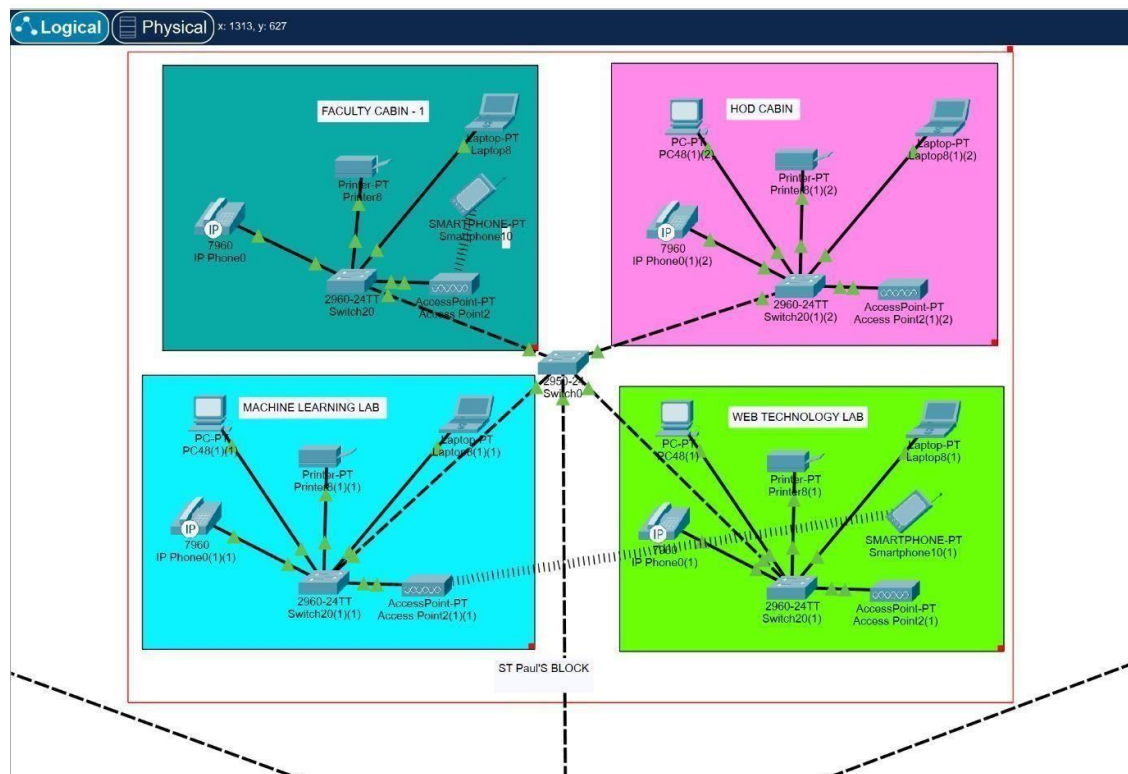 Logical
Physical
x: 1313, y: 627
FACULTY CABIN - 1
Laptop-PT
Laptop8
Printer-PT
Printer8
SMARTPHONE-PT
Smartphone10
IP
7960
IP Phone0
2960-24TT
Switch20
AccessPoint-PT
Access Point2
HOD CABIN
PC-PT
PC48(1)(2)
Laptop-PT
Laptop8(1)(2)
Printer-PT
Printer8(1)(2)
IP
7960
IP Phone0(1)(2)
2960-24TT
Switch20(1)(2)
AccessPoint-PT
Access Point2(1)(2)
2950-24
Switch0
MACHINE LEARNING LAB
PC-PT
PC48(1)(1)
Laptop-PT
Laptop8(1)(1)
Printer-PT
Printer8(1)(1)
IP
7960
IP Phone0(1)(1)
2960-24TT
Switch20(1)(1)
AccessPoint-PT
Access Point2(1)(1)
WEB TECHNOLOGY LAB
PC-PT
PC48(1)
Laptop-PT
Laptop8(1)
Printer-PT
Printer8(1)
SMARTPHONE-PT
Smartphone10(1)
IP
7960
IP Phone0(1)
2960-24TT
Switch20(1)
AccessPoint-PT
Access Point2(1)
ST Paul'S BLOCK